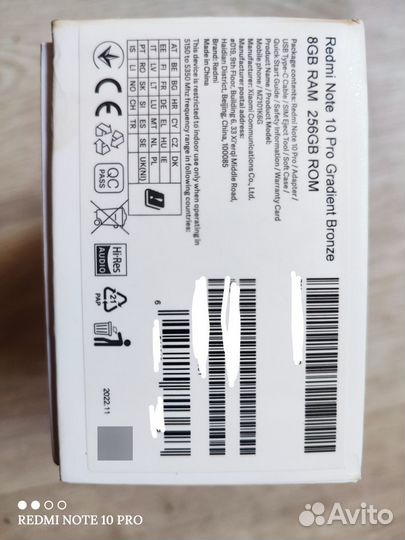 Redmi Note 10 Pro Gradient Bronze
8GB RAM 256GB ROM
Package contents: Redmi Note 10 Pro / Adapter /
USB Type-C Cable / SIM Eject Tool / Soft Case /
Quick Start Guide / Safety Information / Warranty Card
Product Name / Product Model:
Mobile phone / M2101K6G
Manufacturer: Xiaomi Communications Co., Ltd.
Manufacturer postal address:
#019, 9th Floor, Building 6, 33 Xi'erqi Middle Road,
Haidian District, Beijing, China, 100085
Brand: Redmi
Made in China
This device is restricted to indoor use only when operating in
5150 to 5350 Mhz frequency range in following countries:
AT BE BG HR CY CZ DK
EE FI FR DE EL HU IE
IT LV LT LU MT NL PL
PT RO SK SI ES SE UK(NI)
IS LI NO CH TR
CE
QC
PASS
Hi-Res
AUDIO
21
PAP
6
2022.11
REDMI NOTE 10 PRO
Avito